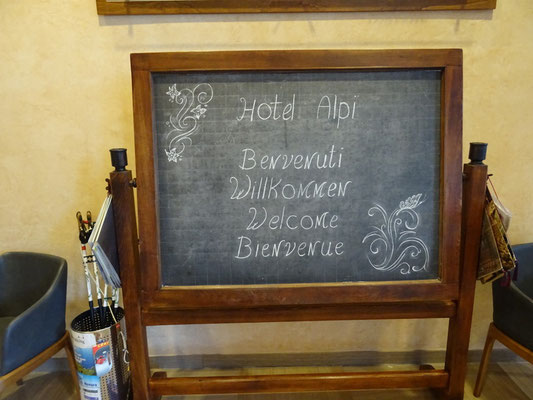 Hotel Alpi
Benvenuti
Willkommen
Welcome
Bienvenue